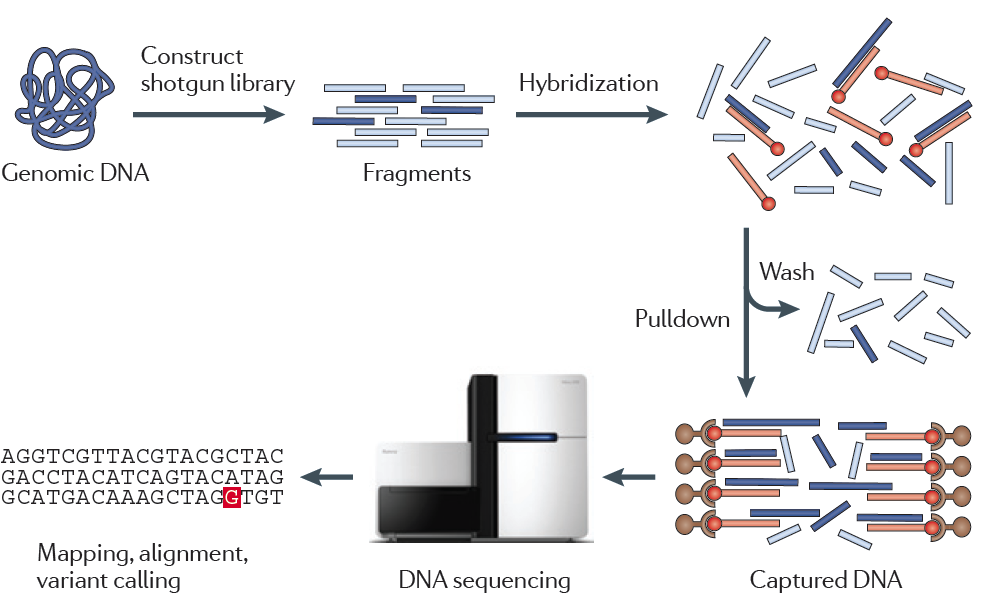 Construct
shotgun library
Hybridization
Genomic DNA
Fragments
Wash
Pulldown
AGGTCGTTACGTACGCTAC
GACCTACATCAGTACATAG
GCATGACAAAGCTAGGTGT
Mapping, alignment,
variant calling
DNA sequencing
Captured DNA